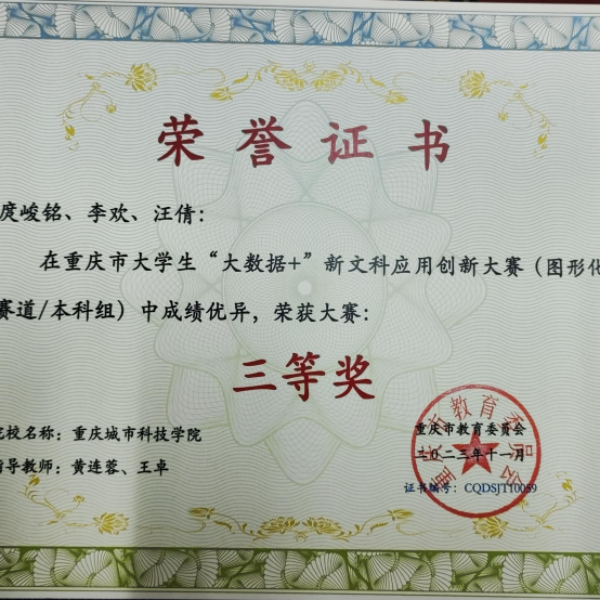 荣誉证书
峻铭、李欢、汪倩：
在重庆市大学生“大数据+”新文科应用创新大赛（图形化
赛道/本科组）中成绩优异，荣获大赛：
三等奖
院校名称：重庆城市科技学院
指导教师：黄连蓉、王卓
重庆市教育委员会
二〇二三年十一月
证书编号：CQDSJT10059